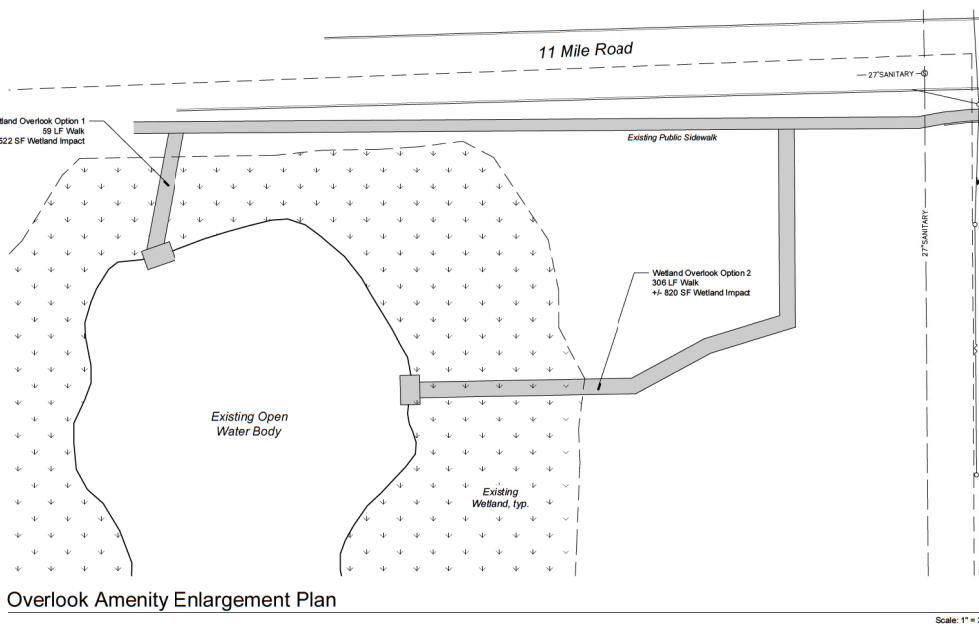 11 Mile Road
27"SANITARY
tland Overlook Option 1
59 LF Walk
522 SF Wetland Impact
Existing Public Sidewalk
27"SANITARY
Wetland Overlook Option 2
306 LF Walk
+/- 820 SF Wetland Impact
Existing Open
Water Body
Existing
Wetland, typ.
Overlook Amenity Enlargement Plan
Scale: 1" =